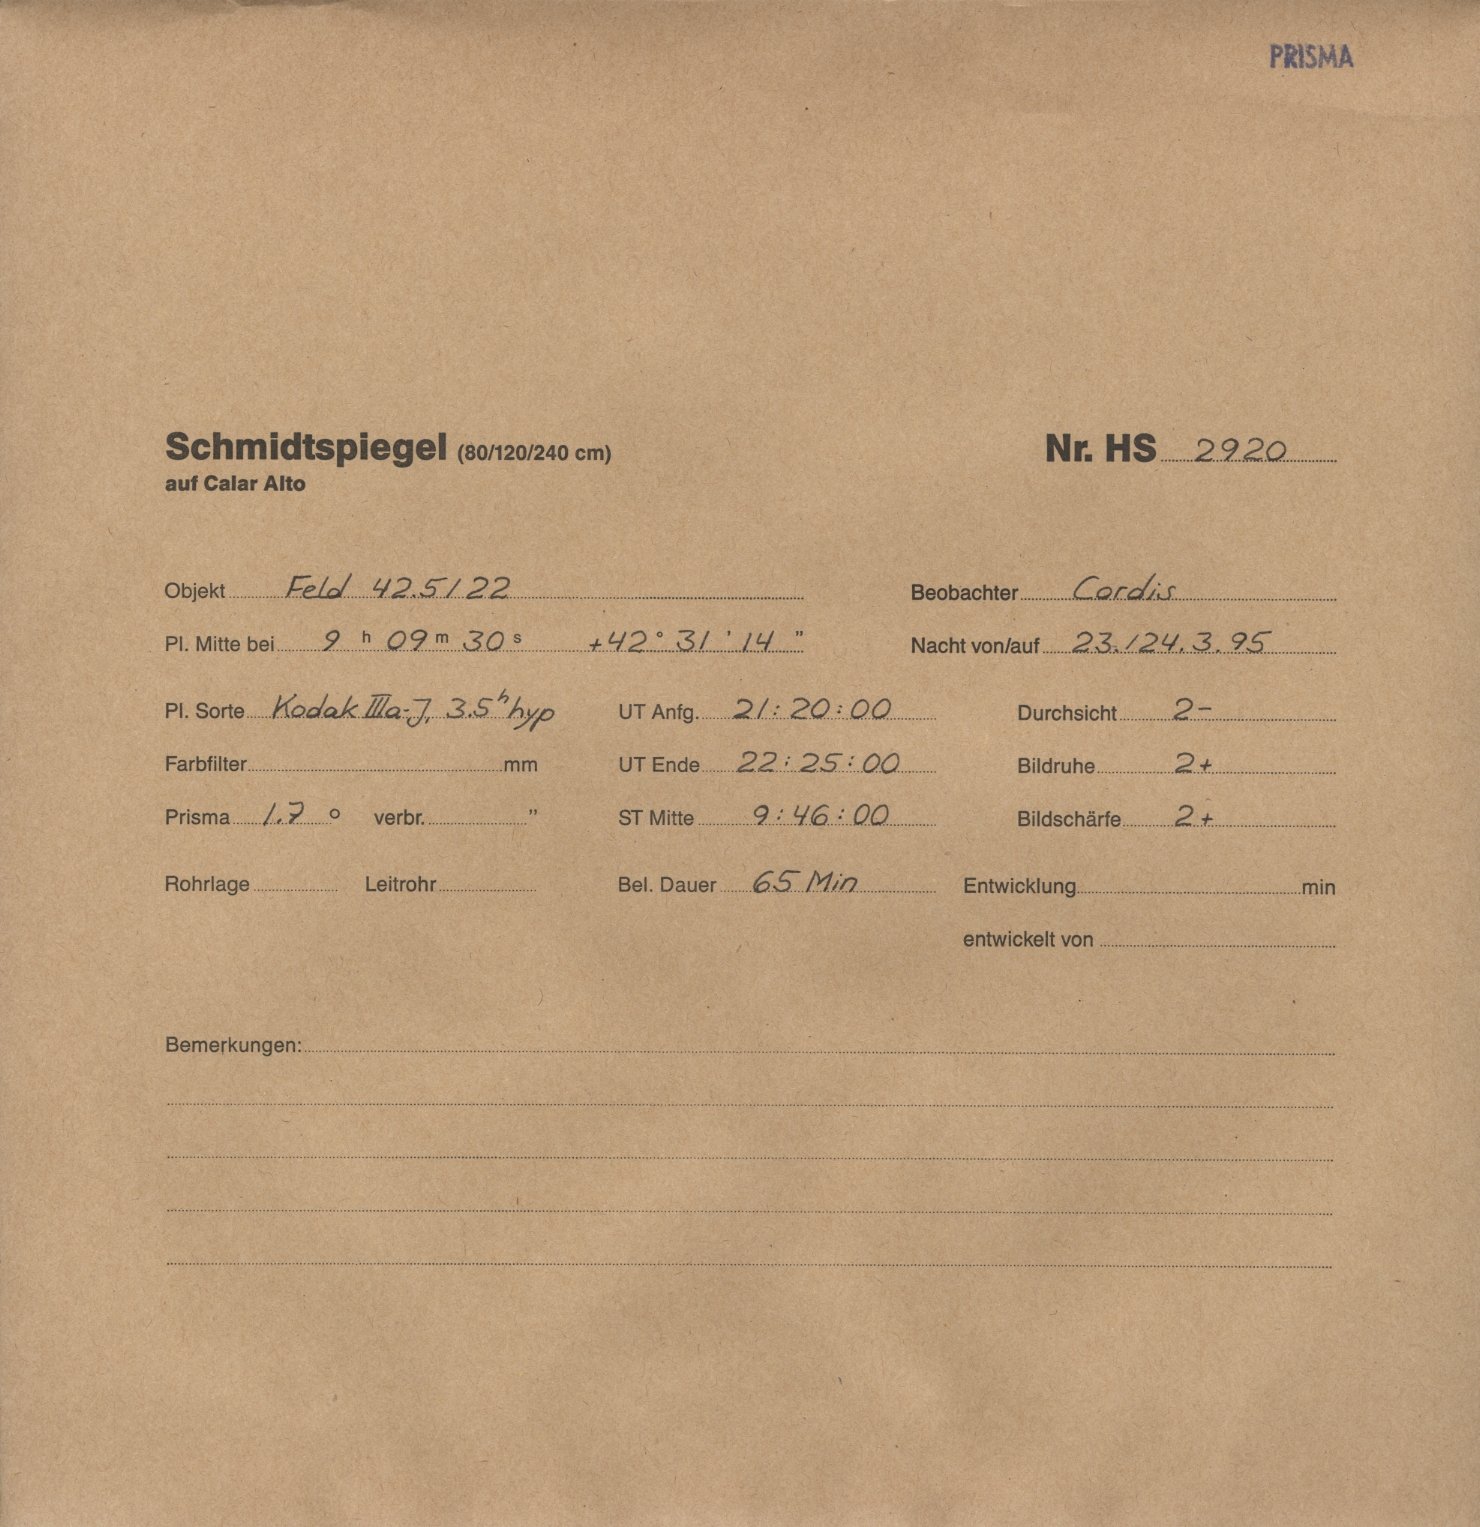 PRISMA
Schmidtspiegel (80/120/240 cm) Nr. HS 2920
auf Calar Alto
Objekt Feld 42.5/22 Beobachter Cordis
Pl. Mitte bei 9 h 09 m 30 s +42° 31' 14" Nacht von/auf 23./24.3.95
Pl. Sorte Kodak IIIa-J, 3.5h hyp UT Anfg. 21:20:00 Durchsicht 2-
Farbfilter mm UT Ende 22:25:00 Bildruhe 2+
Prisma 1.7 ° verbr. " ST Mitte 9:46:00 Bildschärfe 2+
Rohrlage Leitrohr Bel. Dauer 65 Min Entwicklung min
entwickelt von
Bemerkungen: